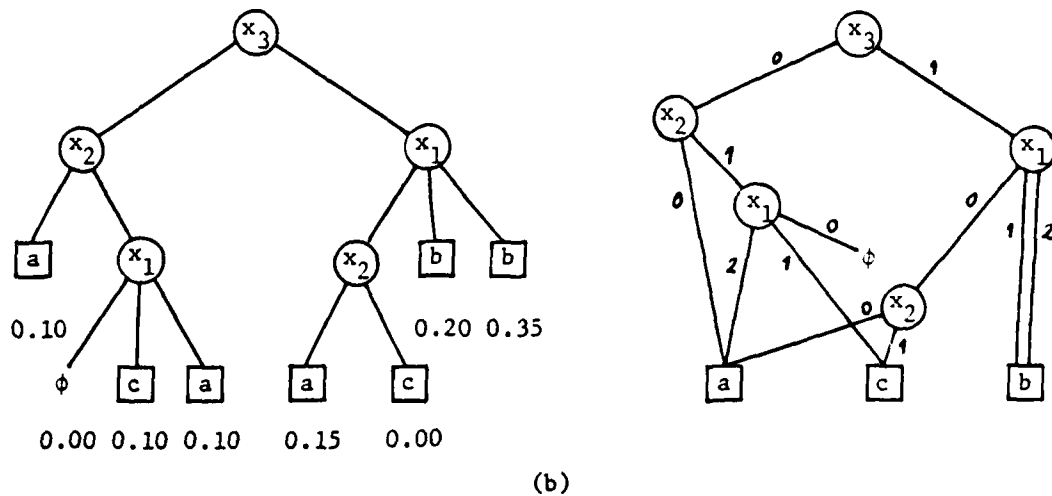 x3 x3
0 1
x2 x1 x2 x1
1 0
0 x1 0 1 2
a x1 x2 b b 2 1 φ
0 x2
0.10 0.20 0.35 1
φ c a a c a c b
0.00 0.10 0.10 0.15 0.00
(b)